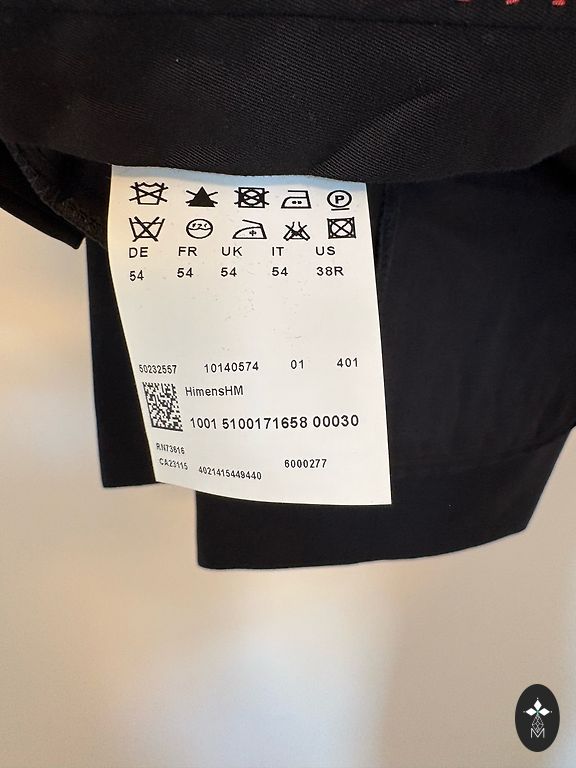 DE FR UK IT US
54 54 54 54 38R
50232557 10140574 01 401
HimensHM
1001 5100171658 00030
RN73616
CA23115 4021415449440 6000277
M